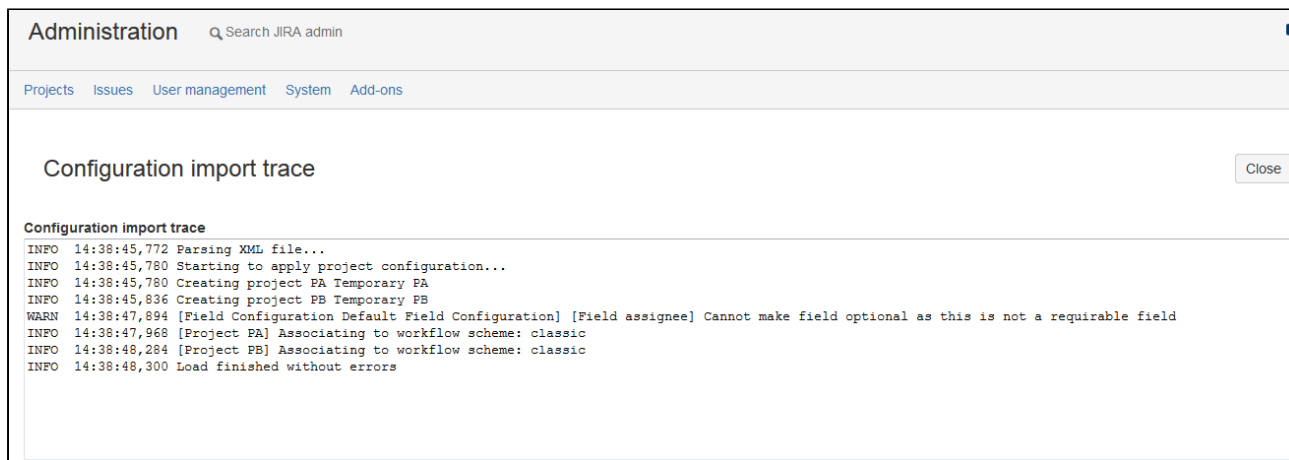 Administration Search JIRA admin
Projects Issues User management System Add-ons
Configuration import trace Close
Configuration import trace
INFO 14:38:45,772 Parsing XML file...
INFO 14:38:45,780 Starting to apply project configuration...
INFO 14:38:45,780 Creating project PA Temporary PA
INFO 14:38:45,836 Creating project PB Temporary PB
WARN 14:38:47,894 [Field Configuration Default Field Configuration] [Field assignee] Cannot make field optional as this is not a requirable field
INFO 14:38:47,968 [Project PA] Associating to workflow scheme: classic
INFO 14:38:48,284 [Project PB] Associating to workflow scheme: classic
INFO 14:38:48,300 Load finished without errors